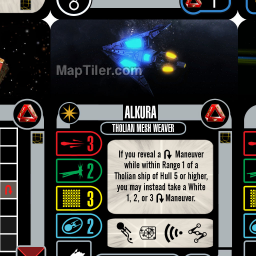 1
MapTiler.com
ALKURA
THOLIAN MESH WEAVER
3
2
3
2
If you reveal a Maneuver
while within Range 1 of a
Tholian ship of Hull 5 or higher,
you may instead take a White
1, 2, or 3 Maneuver.